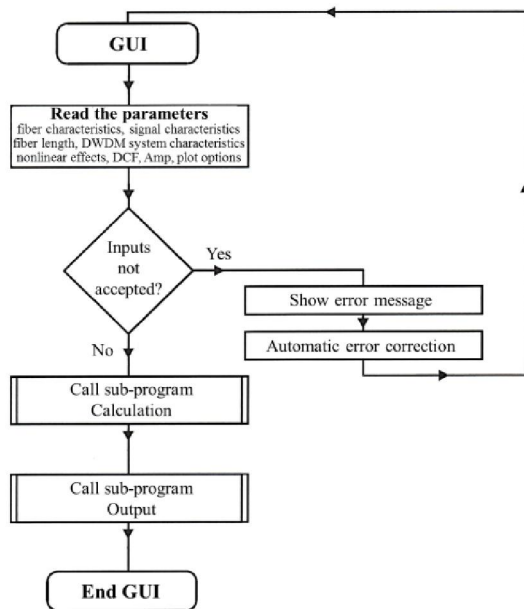 GUI
Read the parameters
fiber characteristics, signal characteristics
fiber length, DWDM system characteristics
nonlinear effects, DCF, Amp, plot options
Inputs
not
accepted?
Yes
Show error message
Automatic error correction
No
Call sub-program
Calculation
Call sub-program
Output
End GUI